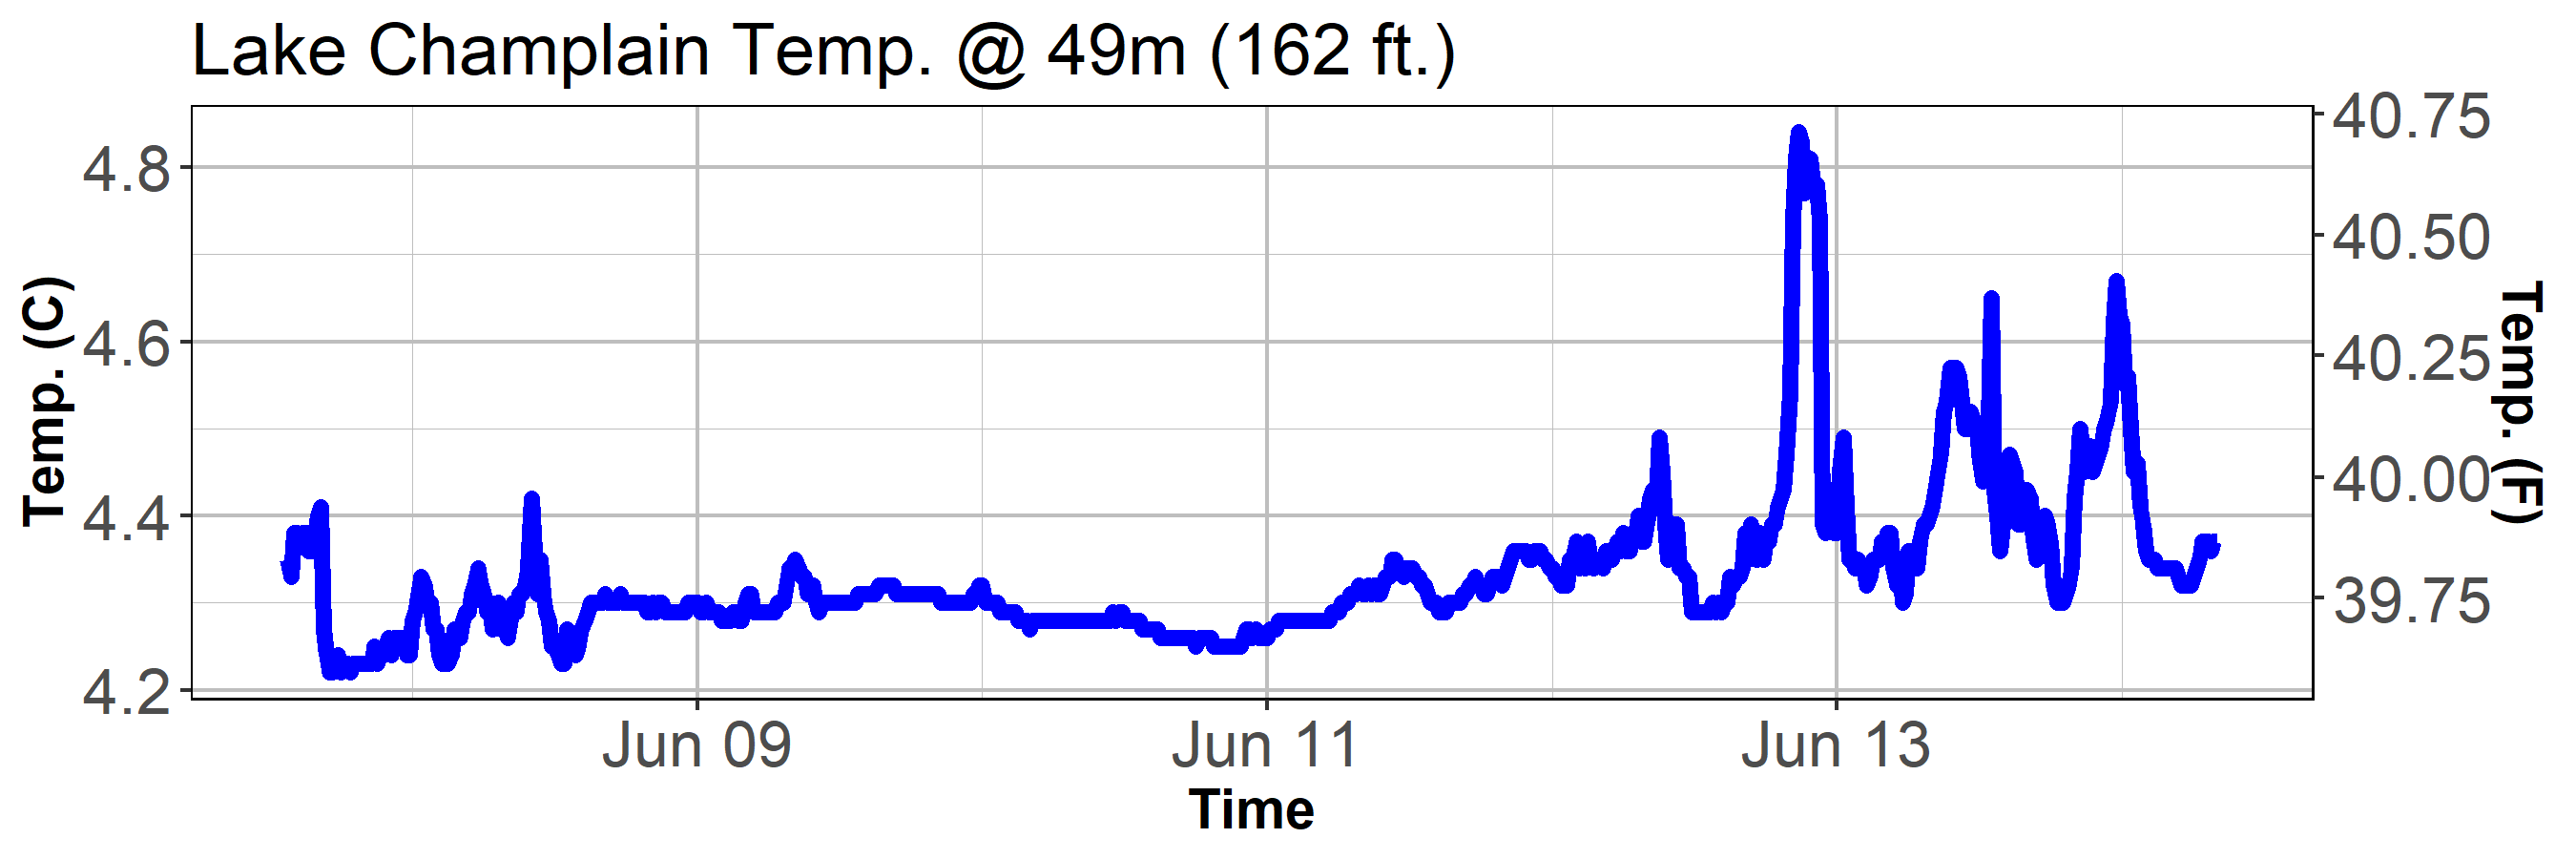 Lake Champlain Temp. @ 49m (162 ft.)
Temp. (C)
4.8
4.6
4.4
4.2
40.75
40.50
40.25
40.00
39.75
Temp. (F)
Jun 09 Jun 11 Jun 13
Time